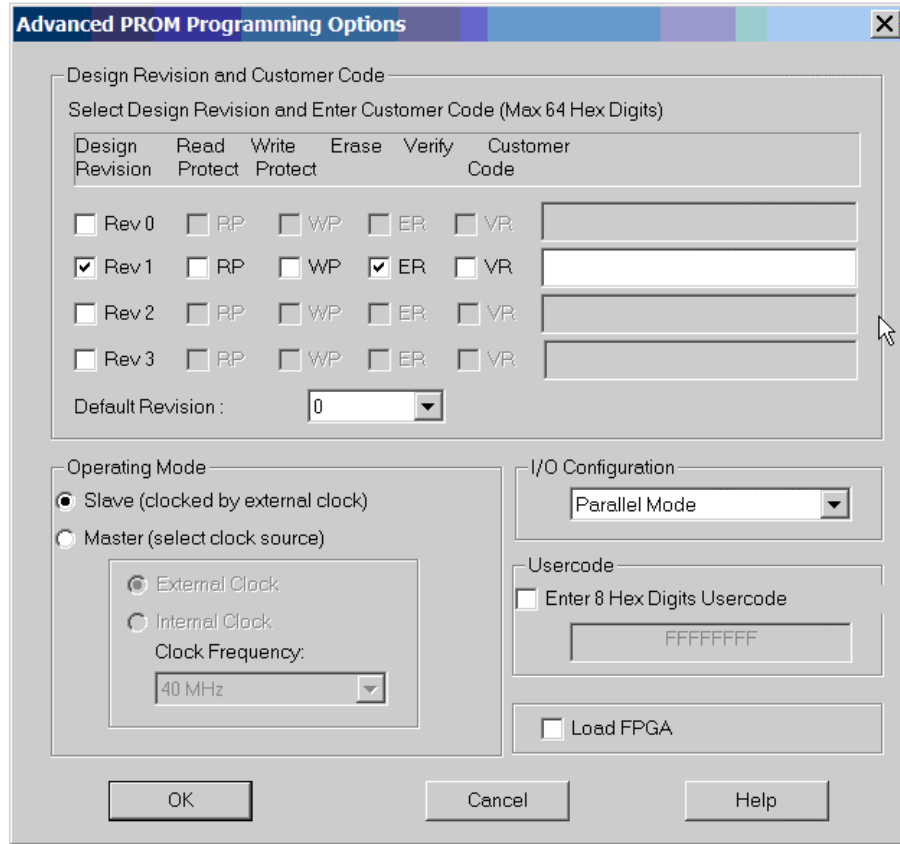 Advanced PROM Programming Options
Design Revision and Customer Code
Select Design Revision and Enter Customer Code (Max 64 Hex Digits)
Design Read Write Erase Verify Customer
Revision Protect Protect Code
Rev 0 RP WP ER VR
Rev 1 RP WP ER VR
Rev 2 RP WP ER VR
Rev 3 RP WP ER VR
Default Revision : 0
Operating Mode
Slave (clocked by external clock)
Master (select clock source)
External Clock
Internal Clock
Clock Frequency:
40 MHz
I/O Configuration
Parallel Mode
Usercode
Enter 8 Hex Digits Usercode
FFFFFFFF
Load FPGA
OK Cancel Help